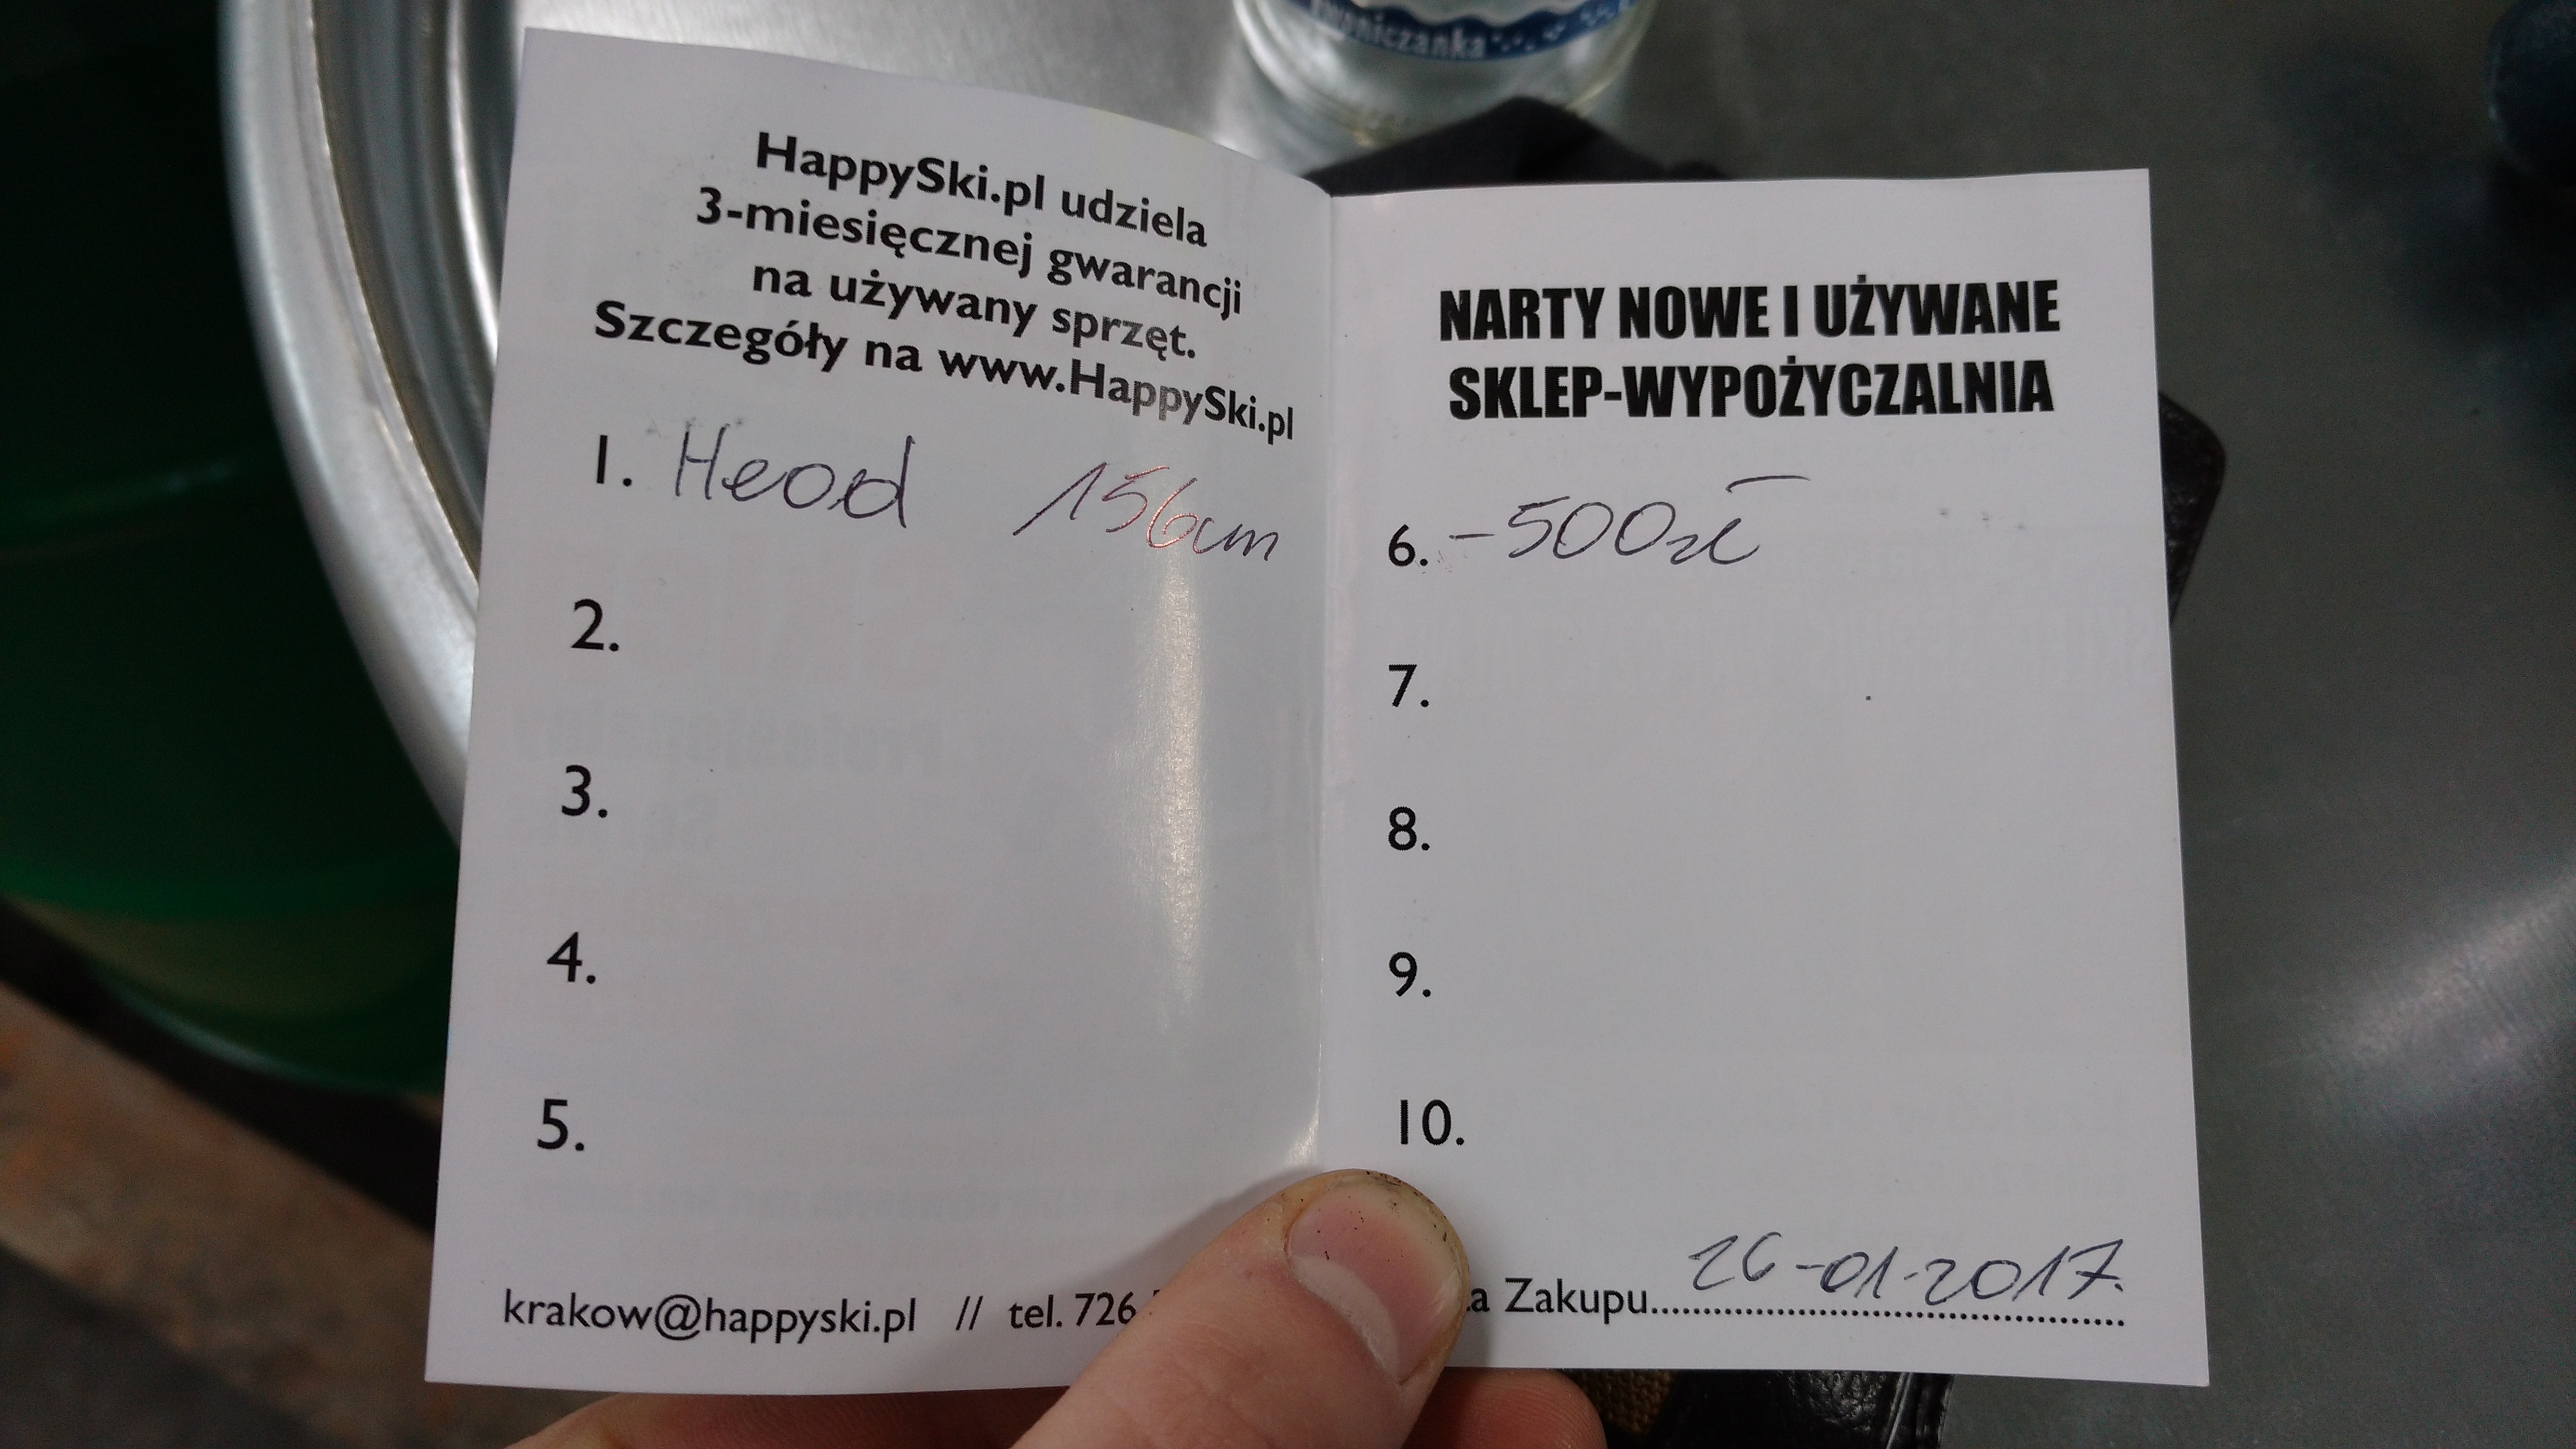 HappySki.pl udziela
3-miesięcznej gwarancji
na używany sprzęt.
Szczegóły na www.HappySki.pl
1. Head 156cm
2.
3.
4.
5.
krakow@happyski.pl // tel. 726
NARTY NOWE I UŻYWANE
SKLEP-WYPOŻYCZALNIA
6. -500zł
7.
8.
9.
10.
Zakupu 26-01-2017.